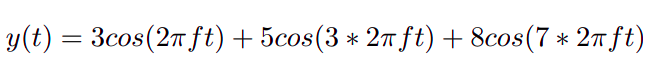 y(t) = 3cos(2πft) + 5cos(3 * 2πft) + 8cos(7 * 2πft)